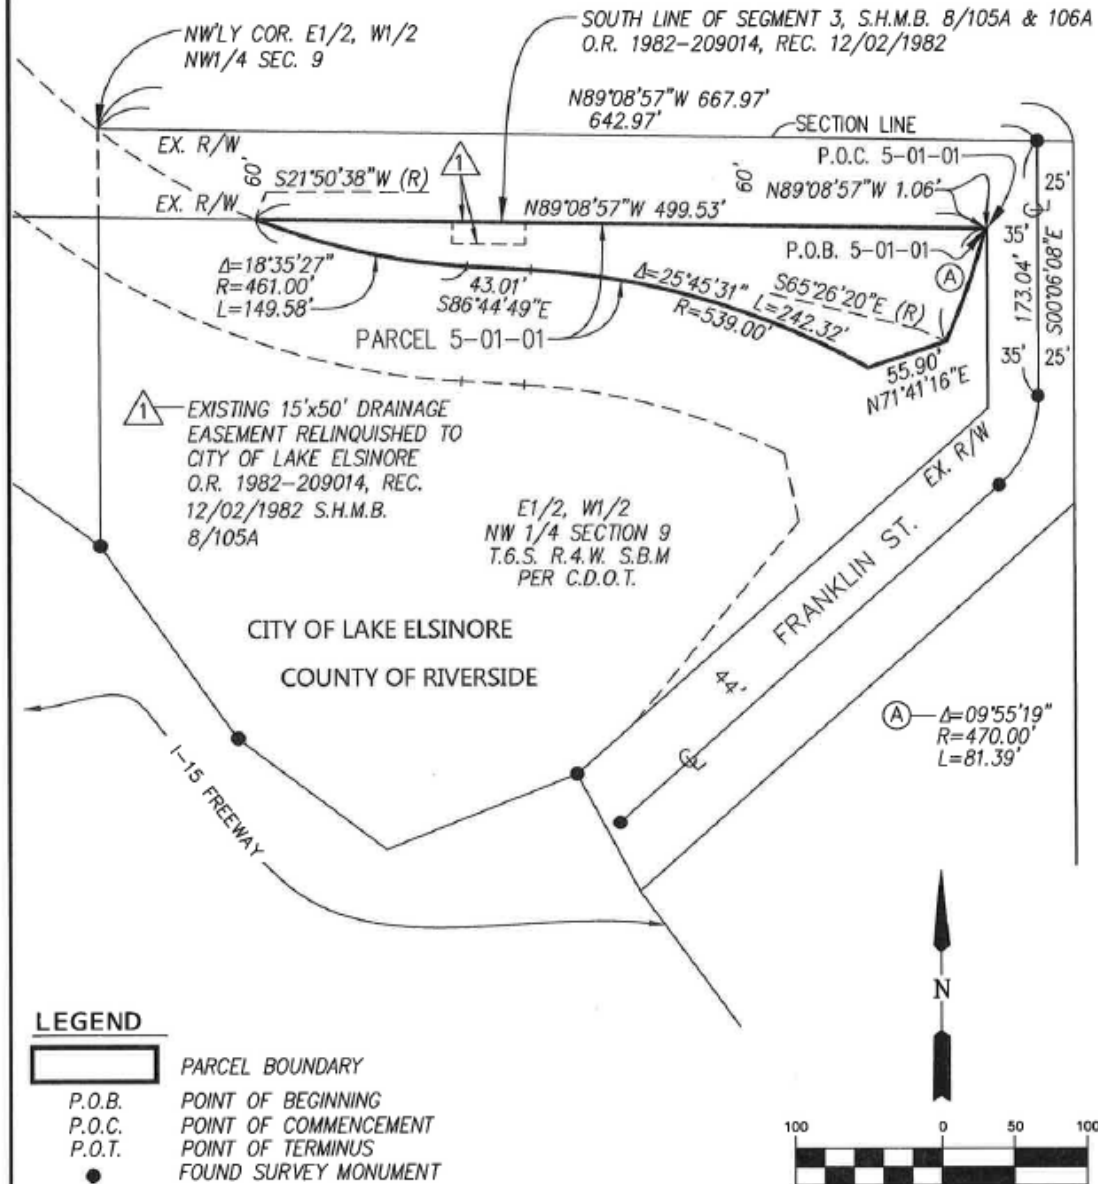 NW'LY COR. E1/2, W1/2
NW1/4 SEC. 9
SOUTH LINE OF SEGMENT 3, S.H.M.B. 8/105A & 106A
O.R. 1982-209014, REC. 12/02/1982
N89°08'57"W 667.97'
642.97'
SECTION LINE
EX. R/W
P.O.C. 5-01-01
60'
60'
25'
S21°50'38"W (R)
1
N89°08'57"W 1.06'
EX. R/W
N89°08'57"W 499.53'
35'
P.O.B. 5-01-01
A
173.04'
S00°06'08"E
Δ=18°35'27"
R=461.00'
L=149.58'
43.01'
S86°44'49"E
Δ=25°45'31"
L=242.32'
R=539.00'
S65°26'20"E (R)
PARCEL 5-01-01
35'
25'
55.90'
N71°41'16"E
1
EXISTING 15'x50' DRAINAGE
EASEMENT RELINQUISHED TO
CITY OF LAKE ELSINORE
O.R. 1982-209014, REC.
12/02/1982 S.H.M.B.
8/105A
EX. R/W
E1/2, W1/2
NW 1/4 SECTION 9
T.6.S. R.4.W. S.B.M
PER C.D.O.T.
FRANKLIN ST.
CITY OF LAKE ELSINORE
COUNTY OF RIVERSIDE
44'
A
Δ=09°55'19"
R=470.00'
L=81.39'
I-15 FREEWAY
N
LEGEND
PARCEL BOUNDARY
P.O.B. POINT OF BEGINNING
P.O.C. POINT OF COMMENCEMENT
P.O.T. POINT OF TERMINUS
FOUND SURVEY MONUMENT
100 0 50 100